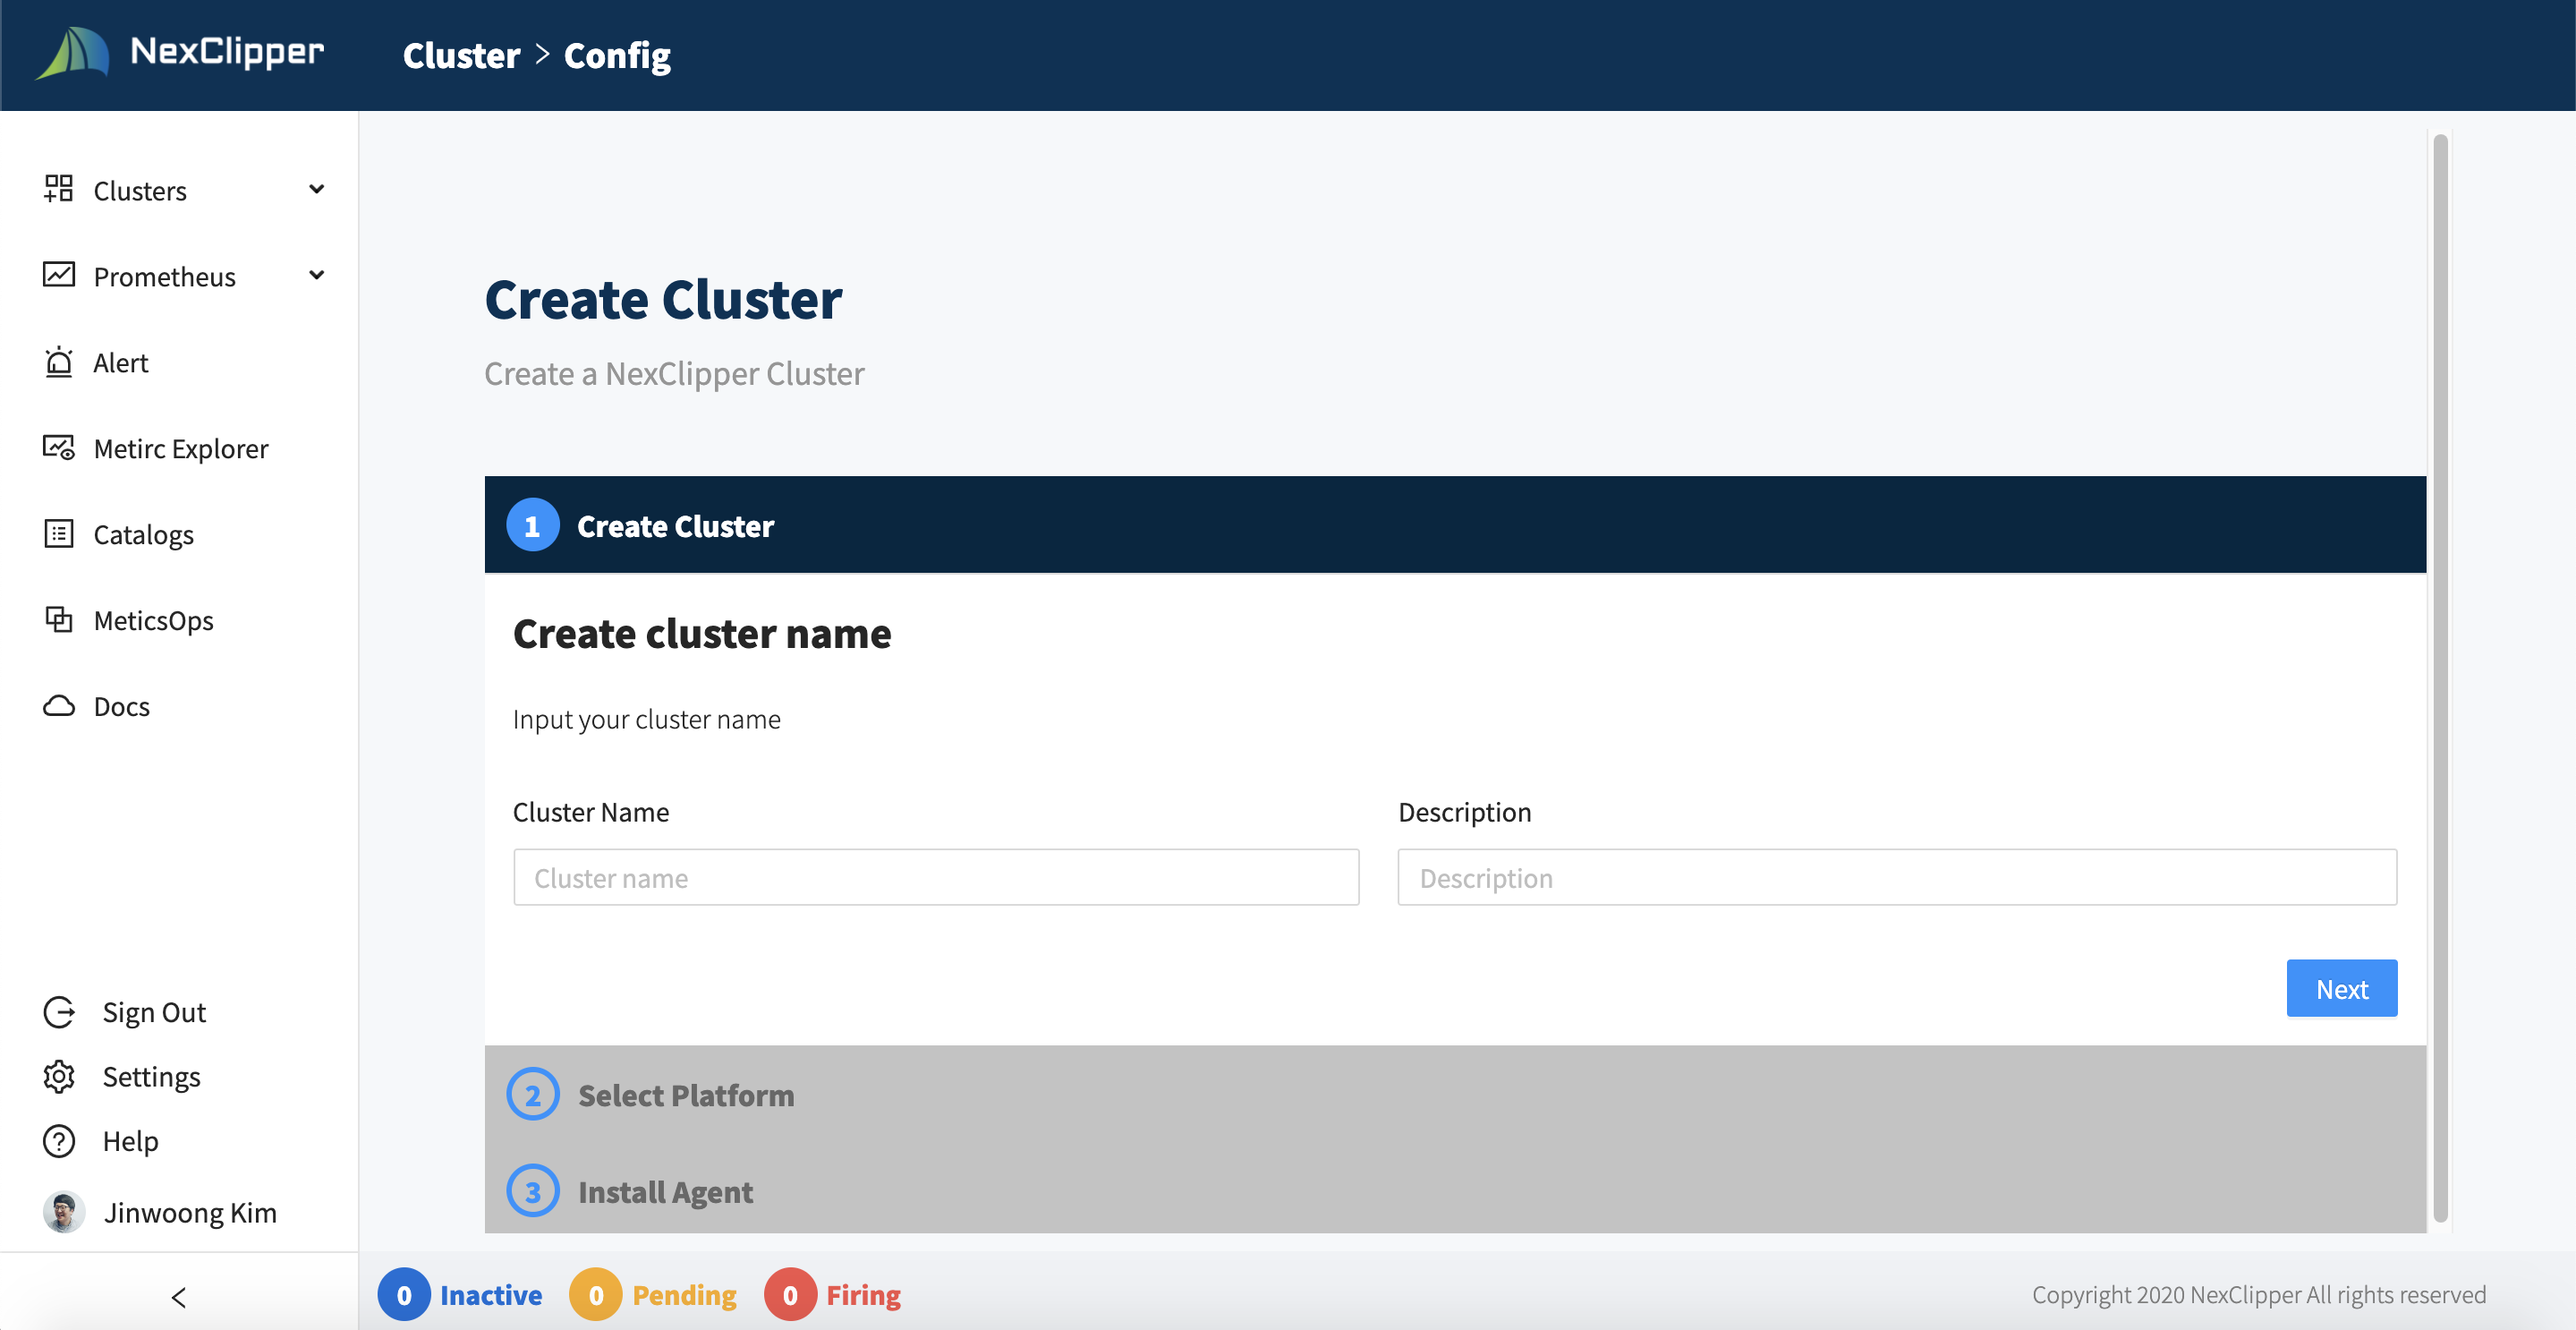 NexClipper
Cluster > Config
Clusters
Prometheus
Alert
Metirc Explorer
Catalogs
MeticsOps
Docs
Sign Out
Settings
Help
Jinwoong Kim
<
Create Cluster
Create a NexClipper Cluster
1 Create Cluster
Create cluster name
Input your cluster name
Cluster Name Description
Cluster name Description
Next
2 Select Platform
3 Install Agent
0 Inactive 0 Pending 0 Firing
Copyright 2020 NexClipper All rights reserved